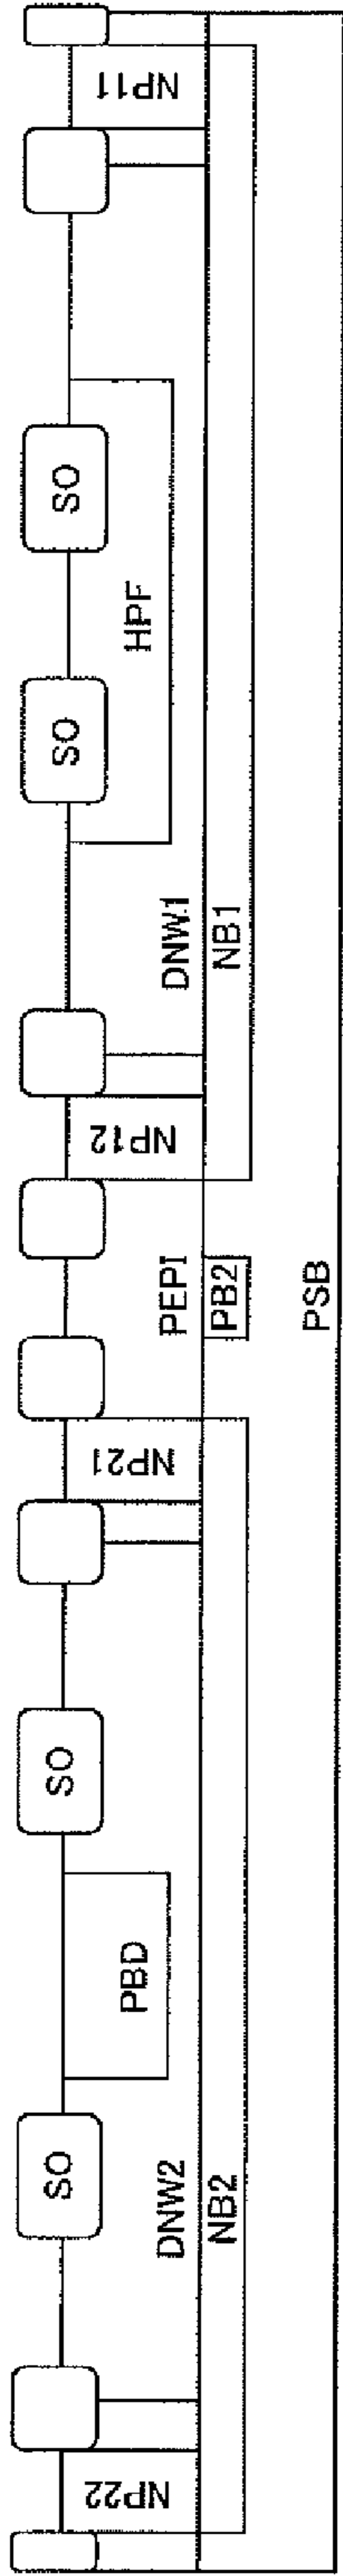 SO
SO
SO
SO
NP22
PBD
NP21
NP12
HPF
NP11
DNW2
PEPI
DNW1
NB2
PB2
NB1
PSB